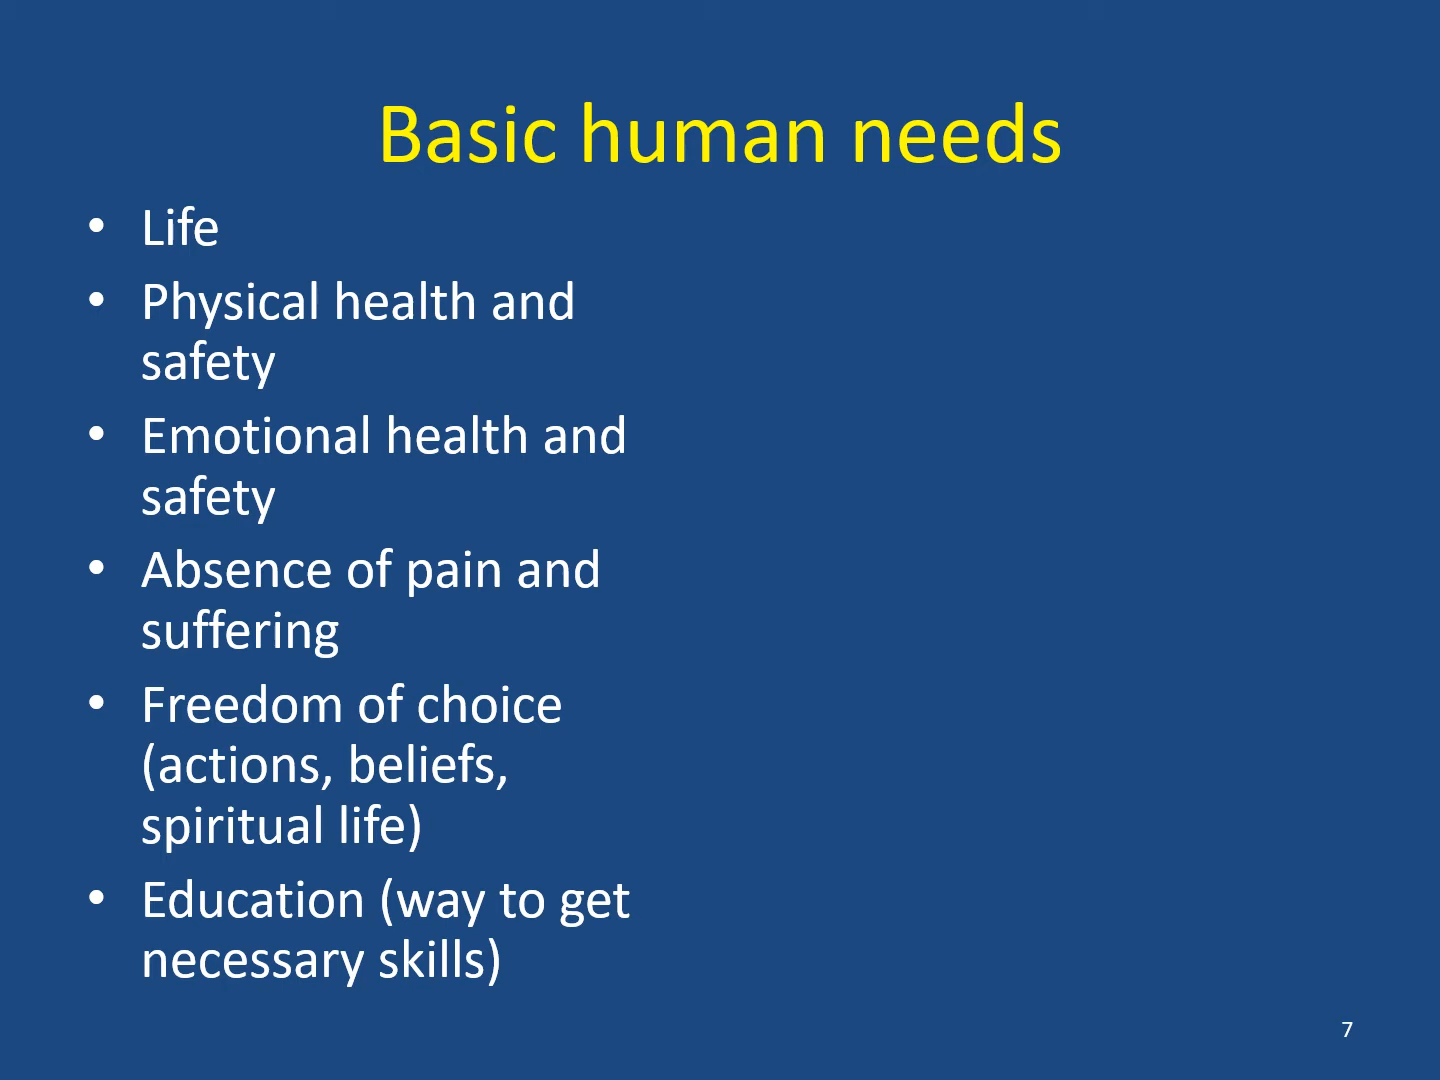 Basic human needs
• Life
• Physical health and
safety
• Emotional health and
safety
• Absence of pain and
suffering
• Freedom of choice
(actions, beliefs,
spiritual life)
• Education (way to get
necessary skills)
7